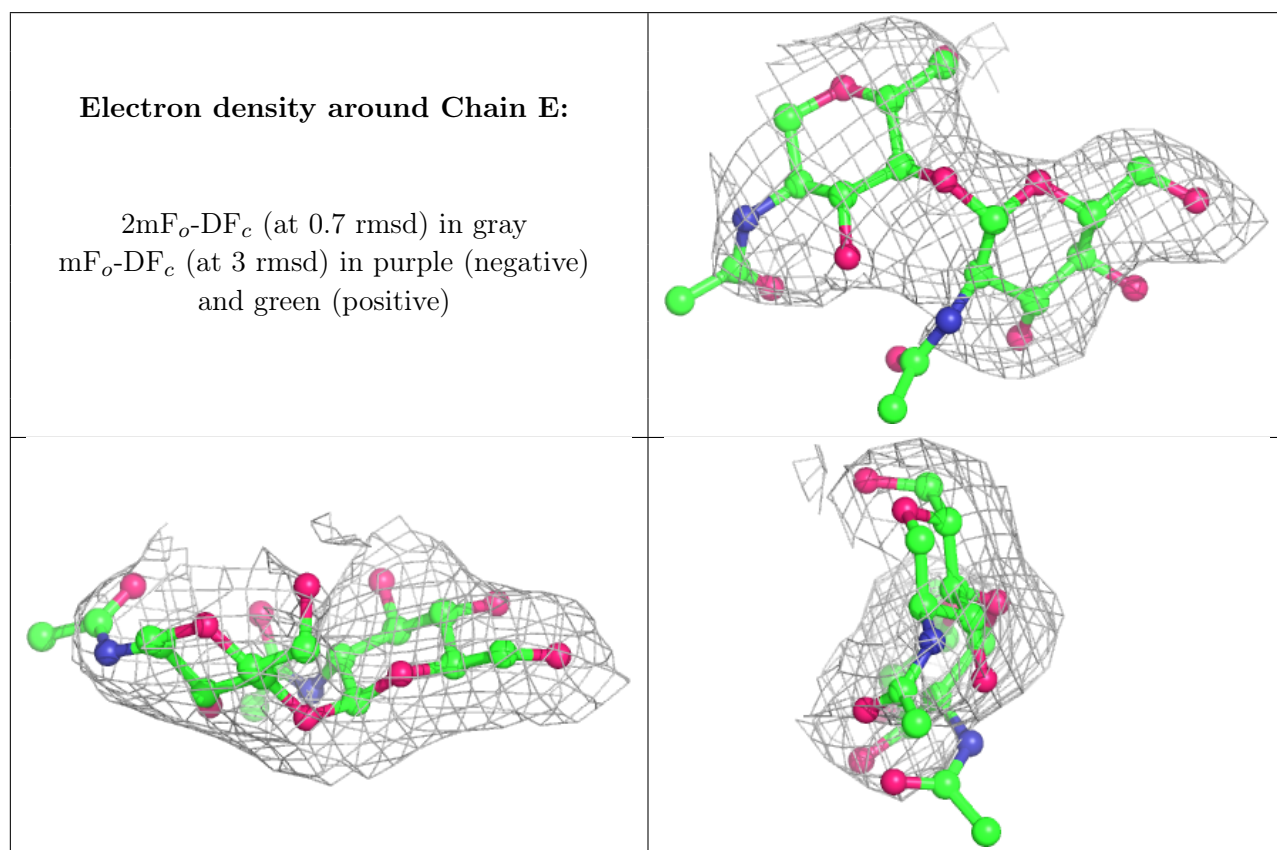 Electron density around Chain E:
2mFo-DFc (at 0.7 rmsd) in gray
mFo-DFc (at 3 rmsd) in purple (negative)
and green (positive)